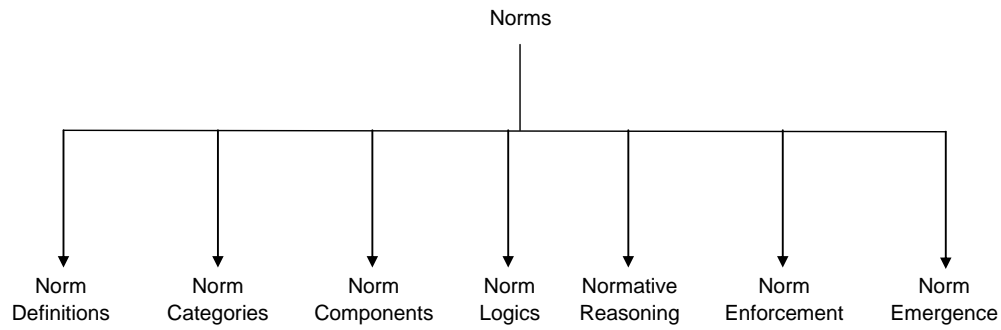 Norms
Norm Definitions
Norm Categories
Norm Components
Norm Logics
Normative Reasoning
Norm Enforcement
Norm Emergence